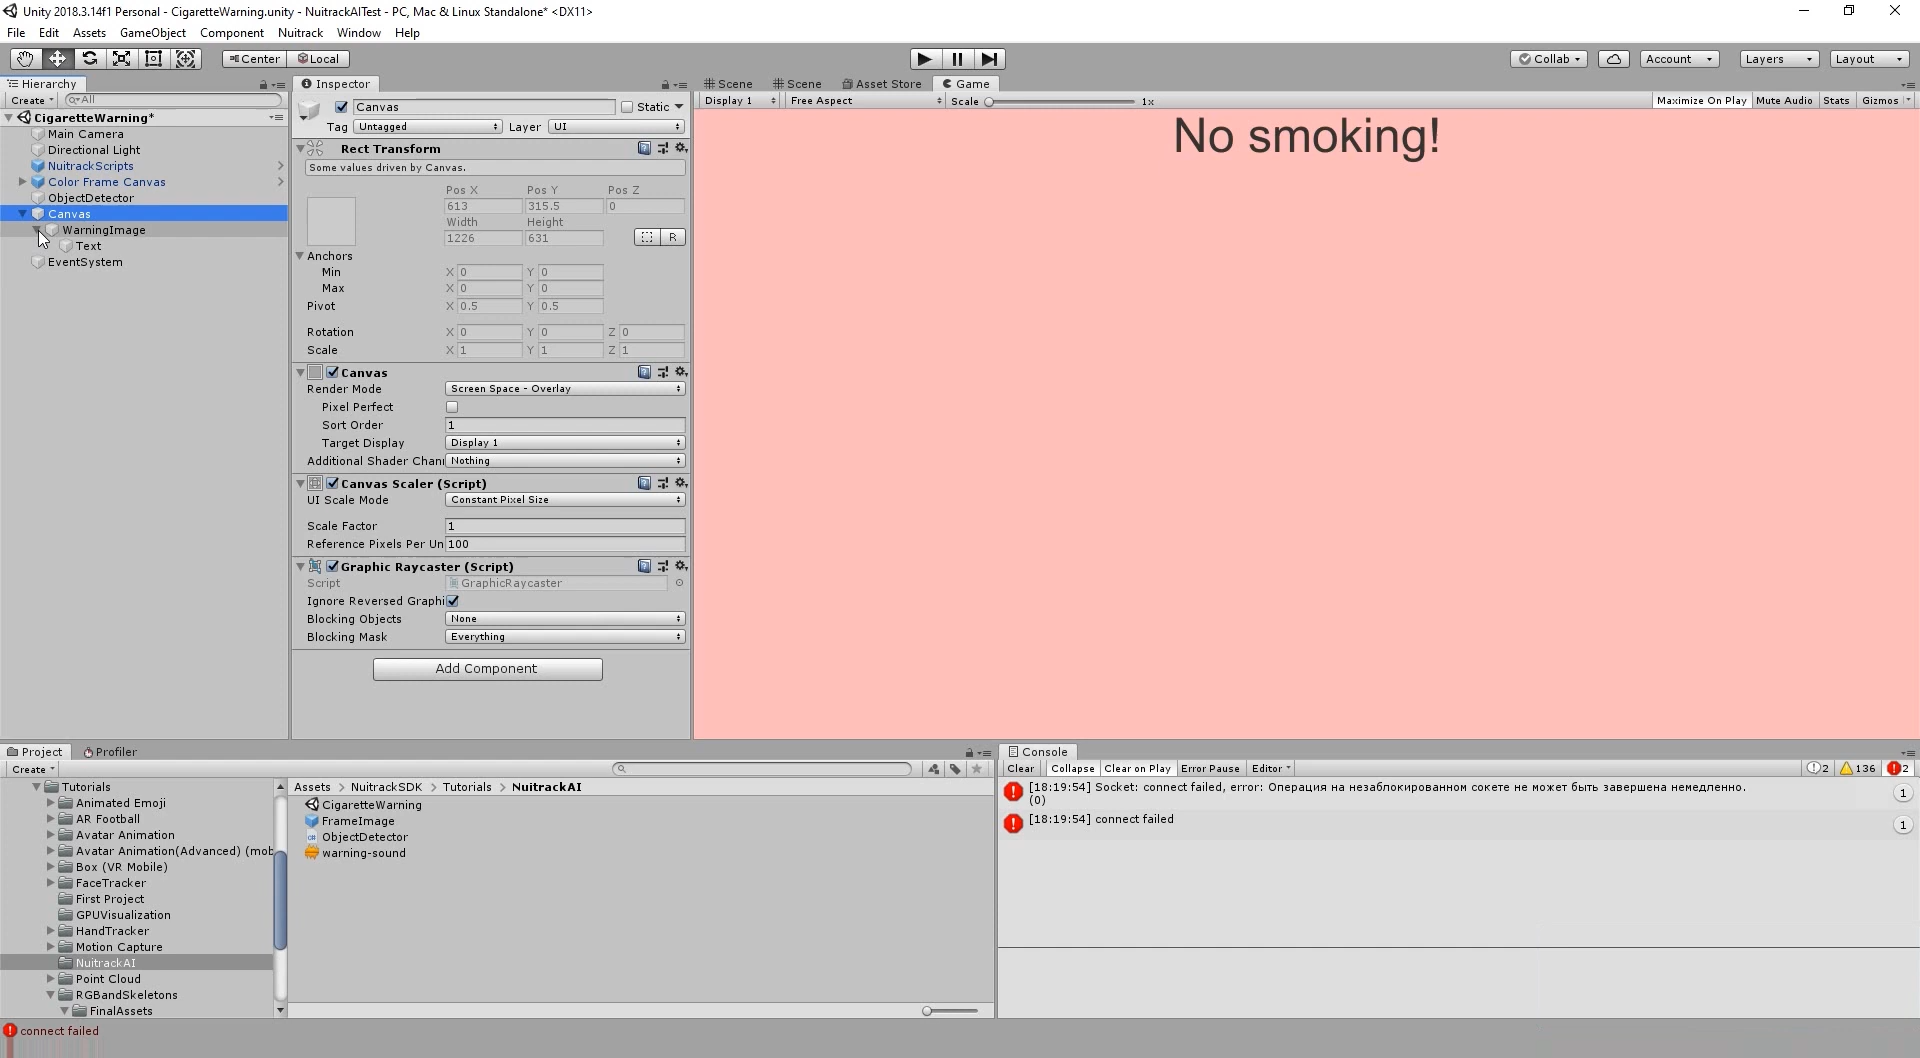 Unity 2018.3.14f1 Personal - CigaretteWarning.unity - NuitrackAITest - PC, Mac & Linux Standalone* <DX11>
File Edit Assets GameObject Component Nuitrack Window Help
Center Local Collab Account Layers Layout
Hierarchy
Create All
CigaretteWarning*
Main Camera
Directional Light
NuitrackScripts
Color Frame Canvas
ObjectDetector
Canvas
WarningImage
Text
EventSystem
Inspector
Canvas Static
Tag Untagged Layer UI
Rect Transform
Some values driven by Canvas.
Pos X Pos Y Pos Z
613 315.5 0
Width Height
1226 631 R
Anchors
Min X 0 Y 0
Max X 0 Y 0
Pivot X 0.5 Y 0.5
Rotation X 0 Y 0 Z 0
Scale X 1 Y 1 Z 1
Canvas
Render Mode Screen Space - Overlay
Pixel Perfect
Sort Order 1
Target Display Display 1
Additional Shader Chan Nothing
Canvas Scaler (Script)
UI Scale Mode Constant Pixel Size
Scale Factor 1
Reference Pixels Per Un 100
Graphic Raycaster (Script)
Script GraphicRaycaster
Ignore Reversed Graphi
Blocking Objects None
Blocking Mask Everything
Add Component
Scene Scene Asset Store Game
Display 1 Free Aspect Scale 1x Maximize On Play Mute Audio Stats Gizmos
No smoking!
Project Profiler
Create
Tutorials
Animated Emoji
AR Football
Avatar Animation
Avatar Animation(Advanced) (mob
Box (VR Mobile)
FaceTracker
First Project
GPUVisualization
HandTracker
Motion Capture
NuitrackAI
Point Cloud
RGBandSkeletons
FinalAssets
Assets > NuitrackSDK > Tutorials > NuitrackAI
CigaretteWarning
FrameImage
ObjectDetector
warning-sound
Console
Clear Collapse Clear on Play Error Pause Editor 2 136 2
[18:19:54] Socket: connect failed, error: Операция на незаблокированном сокете не может быть завершена немедленно.
(0)
1
[18:19:54] connect failed
1
connect failed